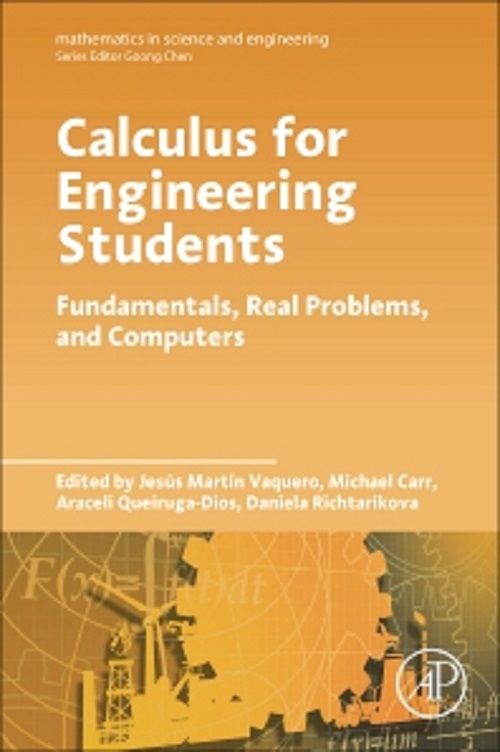 mathematics in science and engineering
Series Editor Goong Chen
Calculus for
Engineering
Students
Fundamentals, Real Problems,
and Computers
Edited by Jesús Martín Vaquero, Michael Carr,
Araceli Queiruga-Dios, Daniela Richtarikova
AP